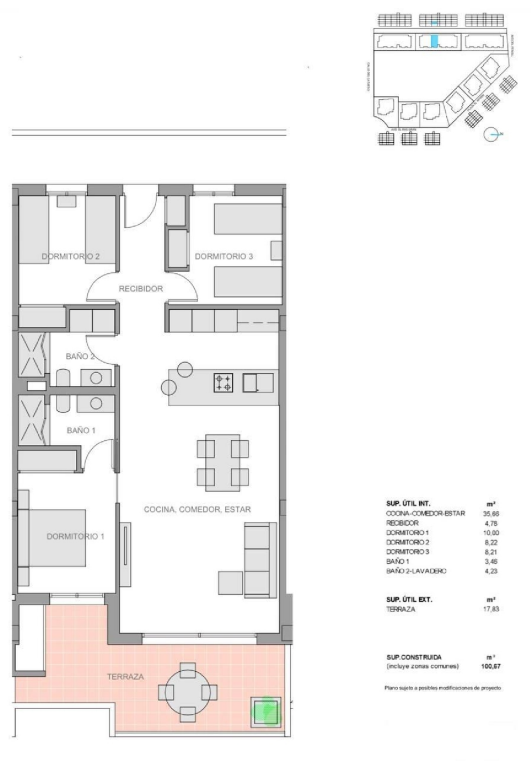 DORMITORIO 2
DORMITORIO 3
RECIBIDOR
BAÑO 2
BAÑO 1
COCINA, COMEDOR, ESTAR
DORMITORIO 1
TERRAZA
SUP. ÚTIL INT. m²
COCINA-COMEDOR-ESTAR 35,66
RECIBIDOR 4,78
DORMITORIO 1 10,00
DORMITORIO 2 8,22
DORMITORIO 3 8,21
BAÑO 1 3,46
BAÑO 2-LAVADERO 4,23
SUP. ÚTIL EXT. m²
TERRAZA 17,83
SUP.CONSTRUIDA m²
(incluye zonas comunes) 100,67
Plano sujeto a posibles modificaciones de proyecto